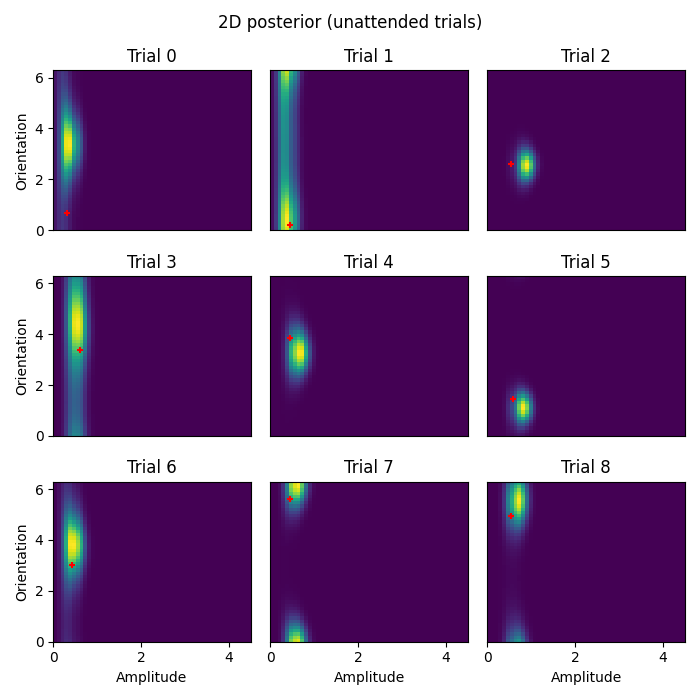 2D posterior (unattended trials)
Trial 0
Trial 1
Trial 2
6
4
2
0
Orientation
Trial 3
Trial 4
Trial 5
6
4
2
0
Orientation
Trial 6
Trial 7
Trial 8
6
4
2
0
Orientation
0 2 4
0 2 4
0 2 4
Amplitude
Amplitude
Amplitude